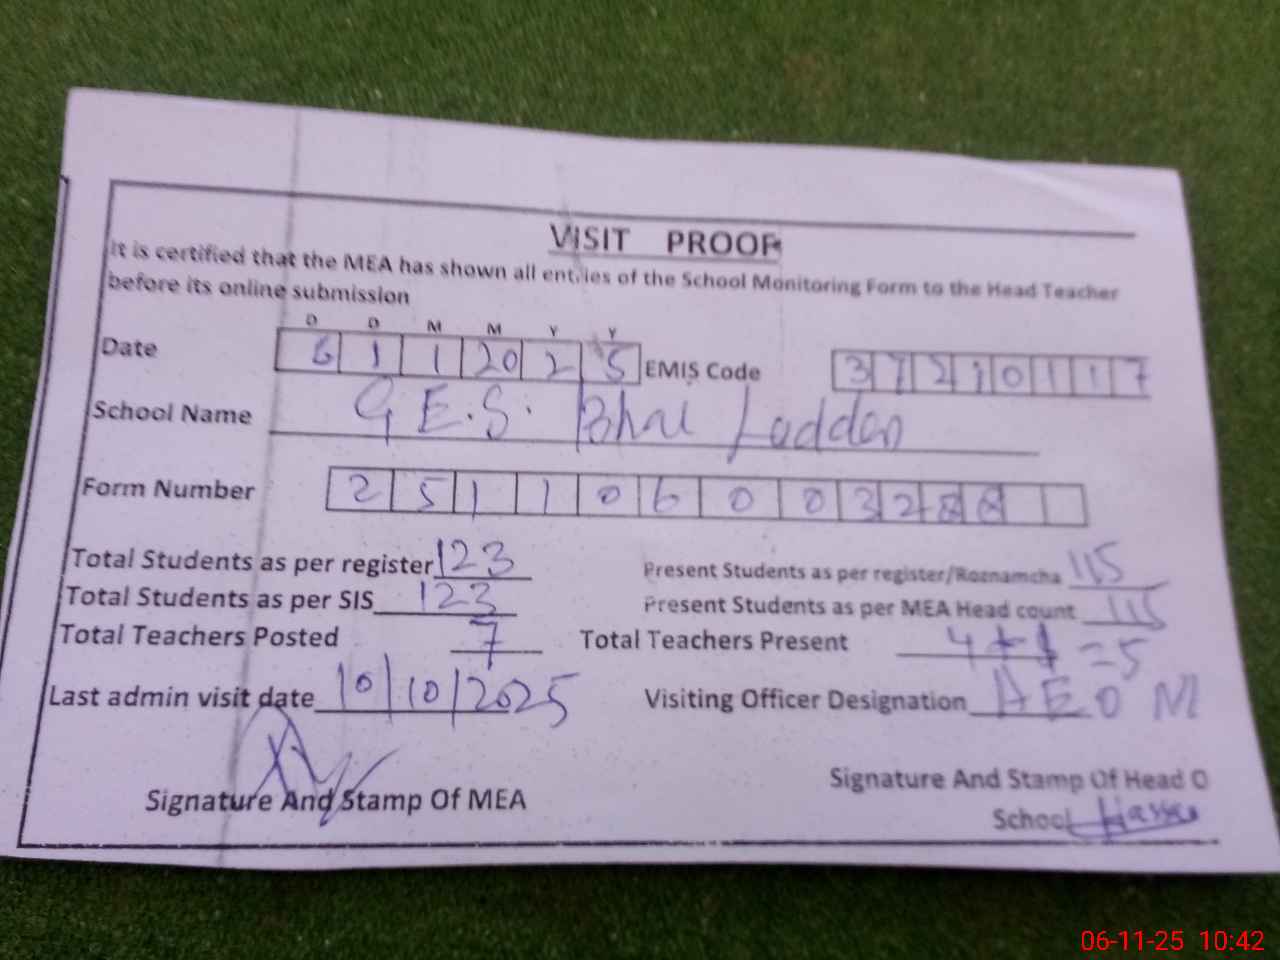 VISIT PROOF
It is certified that the MEA has shown all entries of the School Monitoring Form to the Head Teacher
before its online submission
D D M M Y Y
Date 6 1 1 20 2 5 EMIS Code 3 7 2 1 0 1 1 7
School Name G.E.S. Bhal Laddan
Form Number 2 5 1 1 0 6 0 0 3 2 8 8
Total Students as per register 123 Present Students as per register/Roznamcha 115
Total Students as per SIS 123 Present Students as per MEA Head count 115
Total Teachers Posted 7 Total Teachers Present 4+1=5
Last admin visit date 10/10/2025 Visiting Officer Designation AEO M
Signature And Stamp Of MEA Signature And Stamp Of Head O
School
06-11-25 10:42